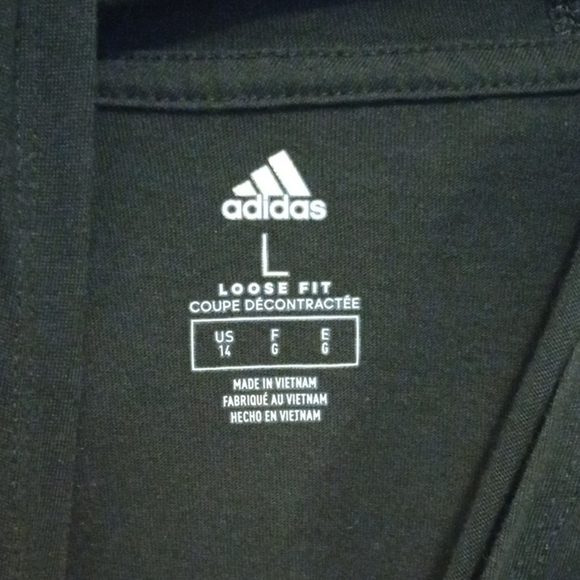 adidas
L
LOOSE FIT
COUPE DÉCONTRACTÉE
US F E
14 G G
MADE IN VIETNAM
FABRIQUÉ AU VIETNAM
HECHO EN VIETNAM